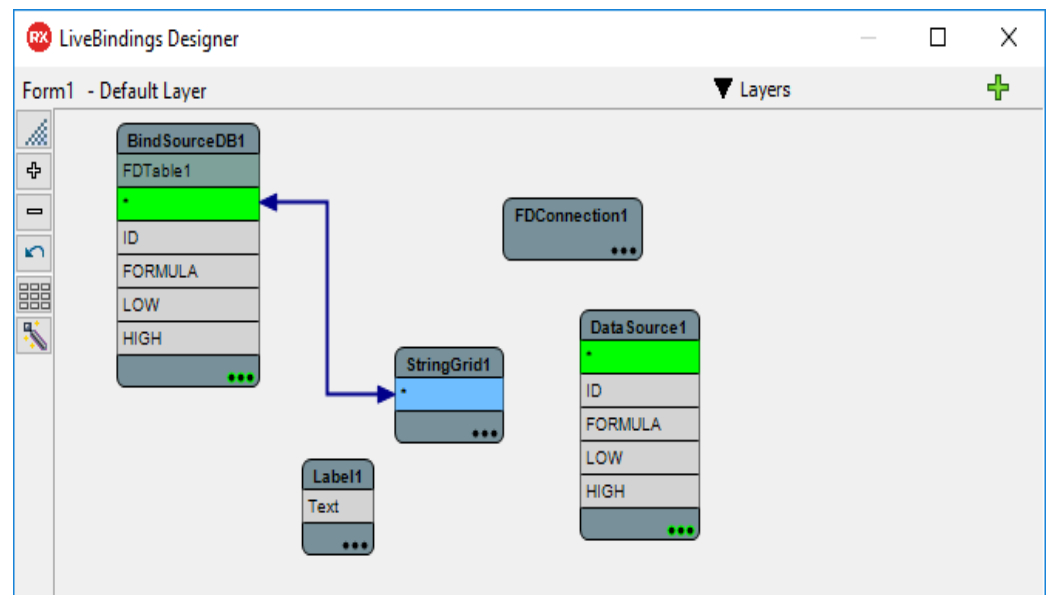 RX LiveBindings Designer
Form1 - Default Layer
Layers
BindSourceDB1
FDTable1
*
ID
FORMULA
LOW
HIGH
FDConnection1
StringGrid1
*
DataSource1
*
ID
FORMULA
LOW
HIGH
Label1
Text